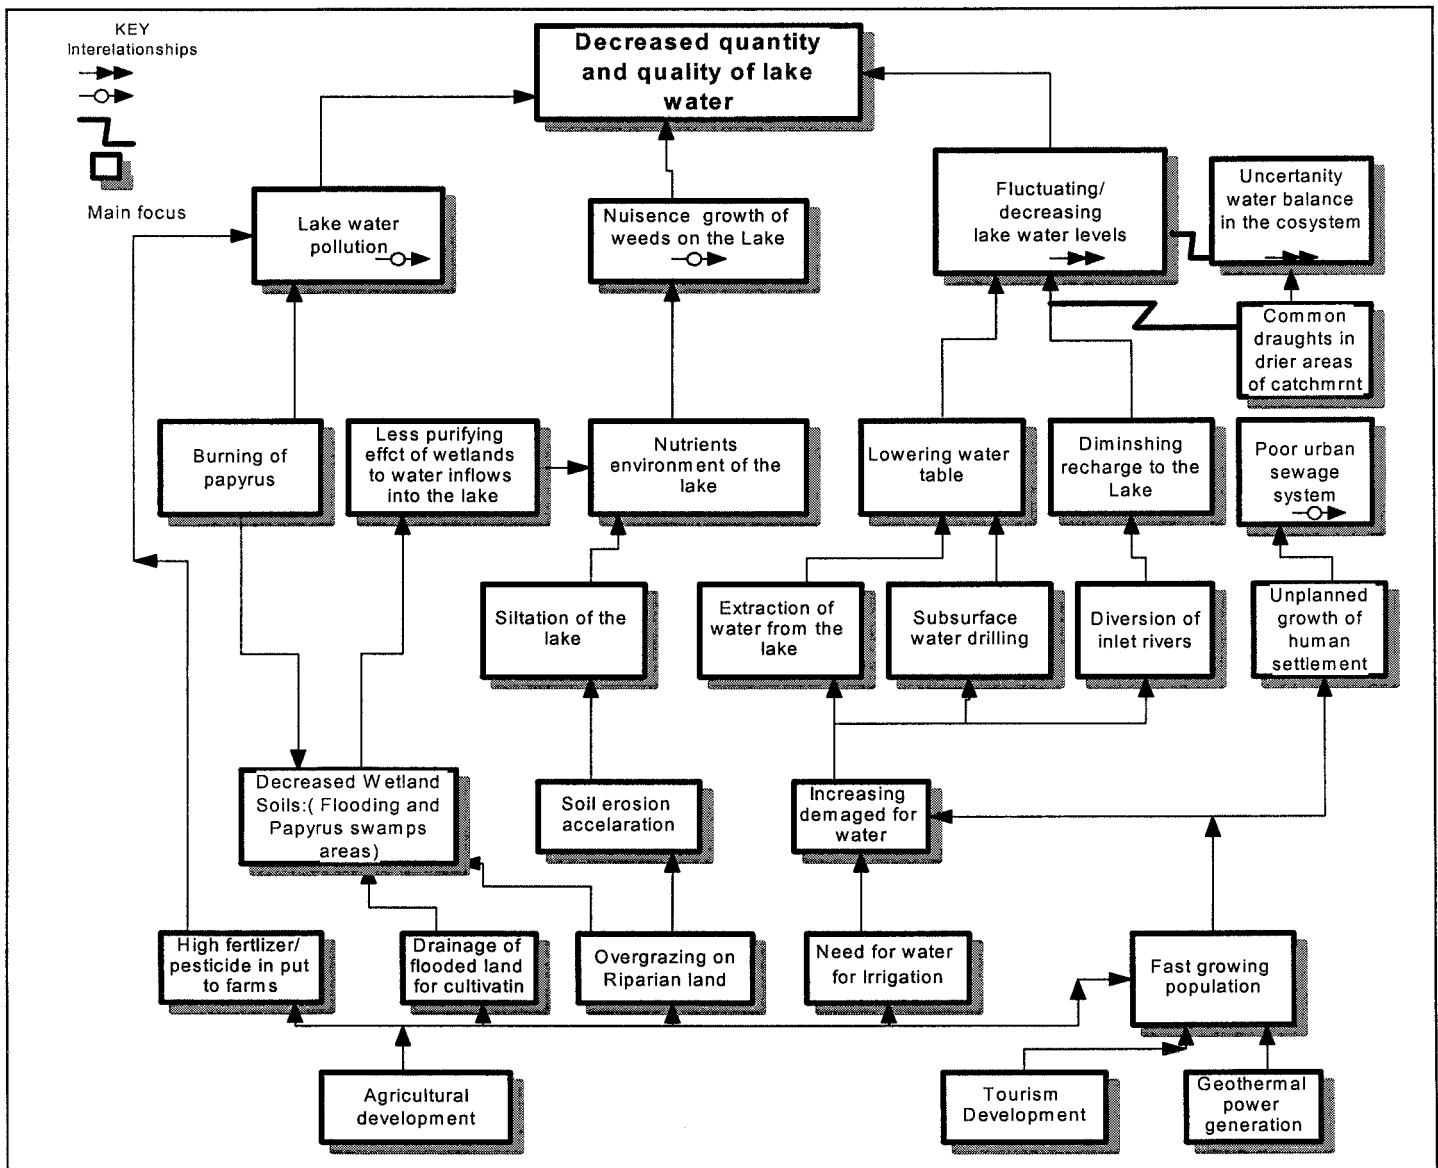 KEY
Interelationships
Main focus
Decreased quantity
and quality of lake
water
Lake water
pollution
Nuisence growth of
weeds on the Lake
Fluctuating/
decreasing
lake water levels
Uncertanity
water balance
in the cosystem
Common
draughts in
drier areas
of catchmrnt
Burning of
papyrus
Less purifying
effct of wetlands
to water inflows
into the lake
Nutrients
environment of the
lake
Lowering water
table
Diminshing
recharge to the
Lake
Poor urban
sewage
system
Siltation of the
lake
Extraction of
water from the
lake
Subsurface
water drilling
Diversion of
inlet rivers
Unplanned
growth of
human
settlement
Decreased Wetland
Soils:( Flooding and
Papyrus swamps
areas)
Soil erosion
accelaration
Increasing
demaged for
water
High fertlizer/
pesticide in put
to farms
Drainage of
flooded land
for cultivatin
Overgrazing on
Riparian land
Need for water
for Irrigation
Fast growing
population
Agricultural
development
Tourism
Development
Geothermal
power
generation